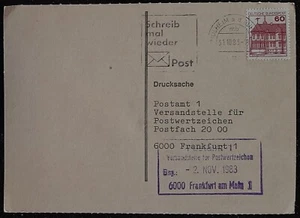 Schreib
mal
wieder
Post
60
Drucksache
Postamt 1
Versandstelle für
Postwertzeichen
Postfach 20 00
6000 Frankfurt 1
Versandstelle für Postwertzeichen
Eing.: - 2. NOV. 1983
6000 Frankfurt am Main 1